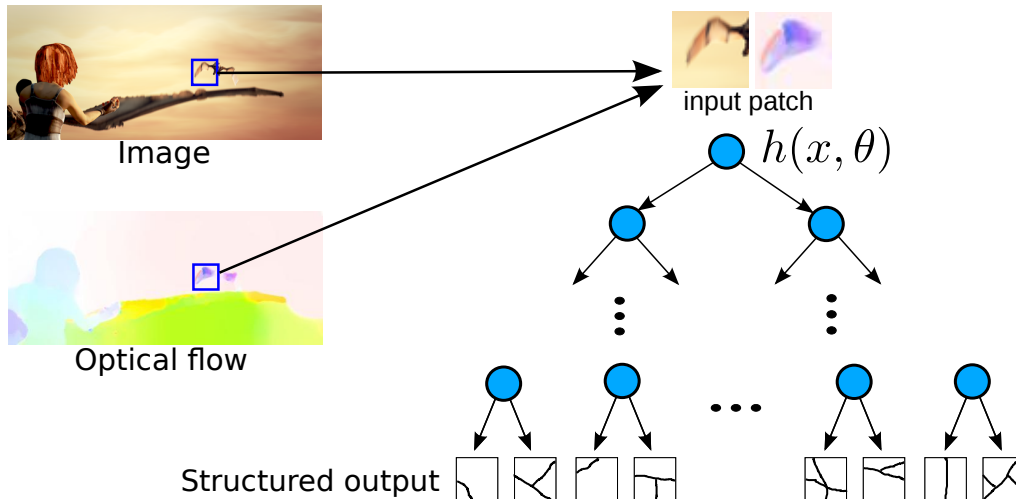 Image
input patch
h(x, θ)
Optical flow
Structured output